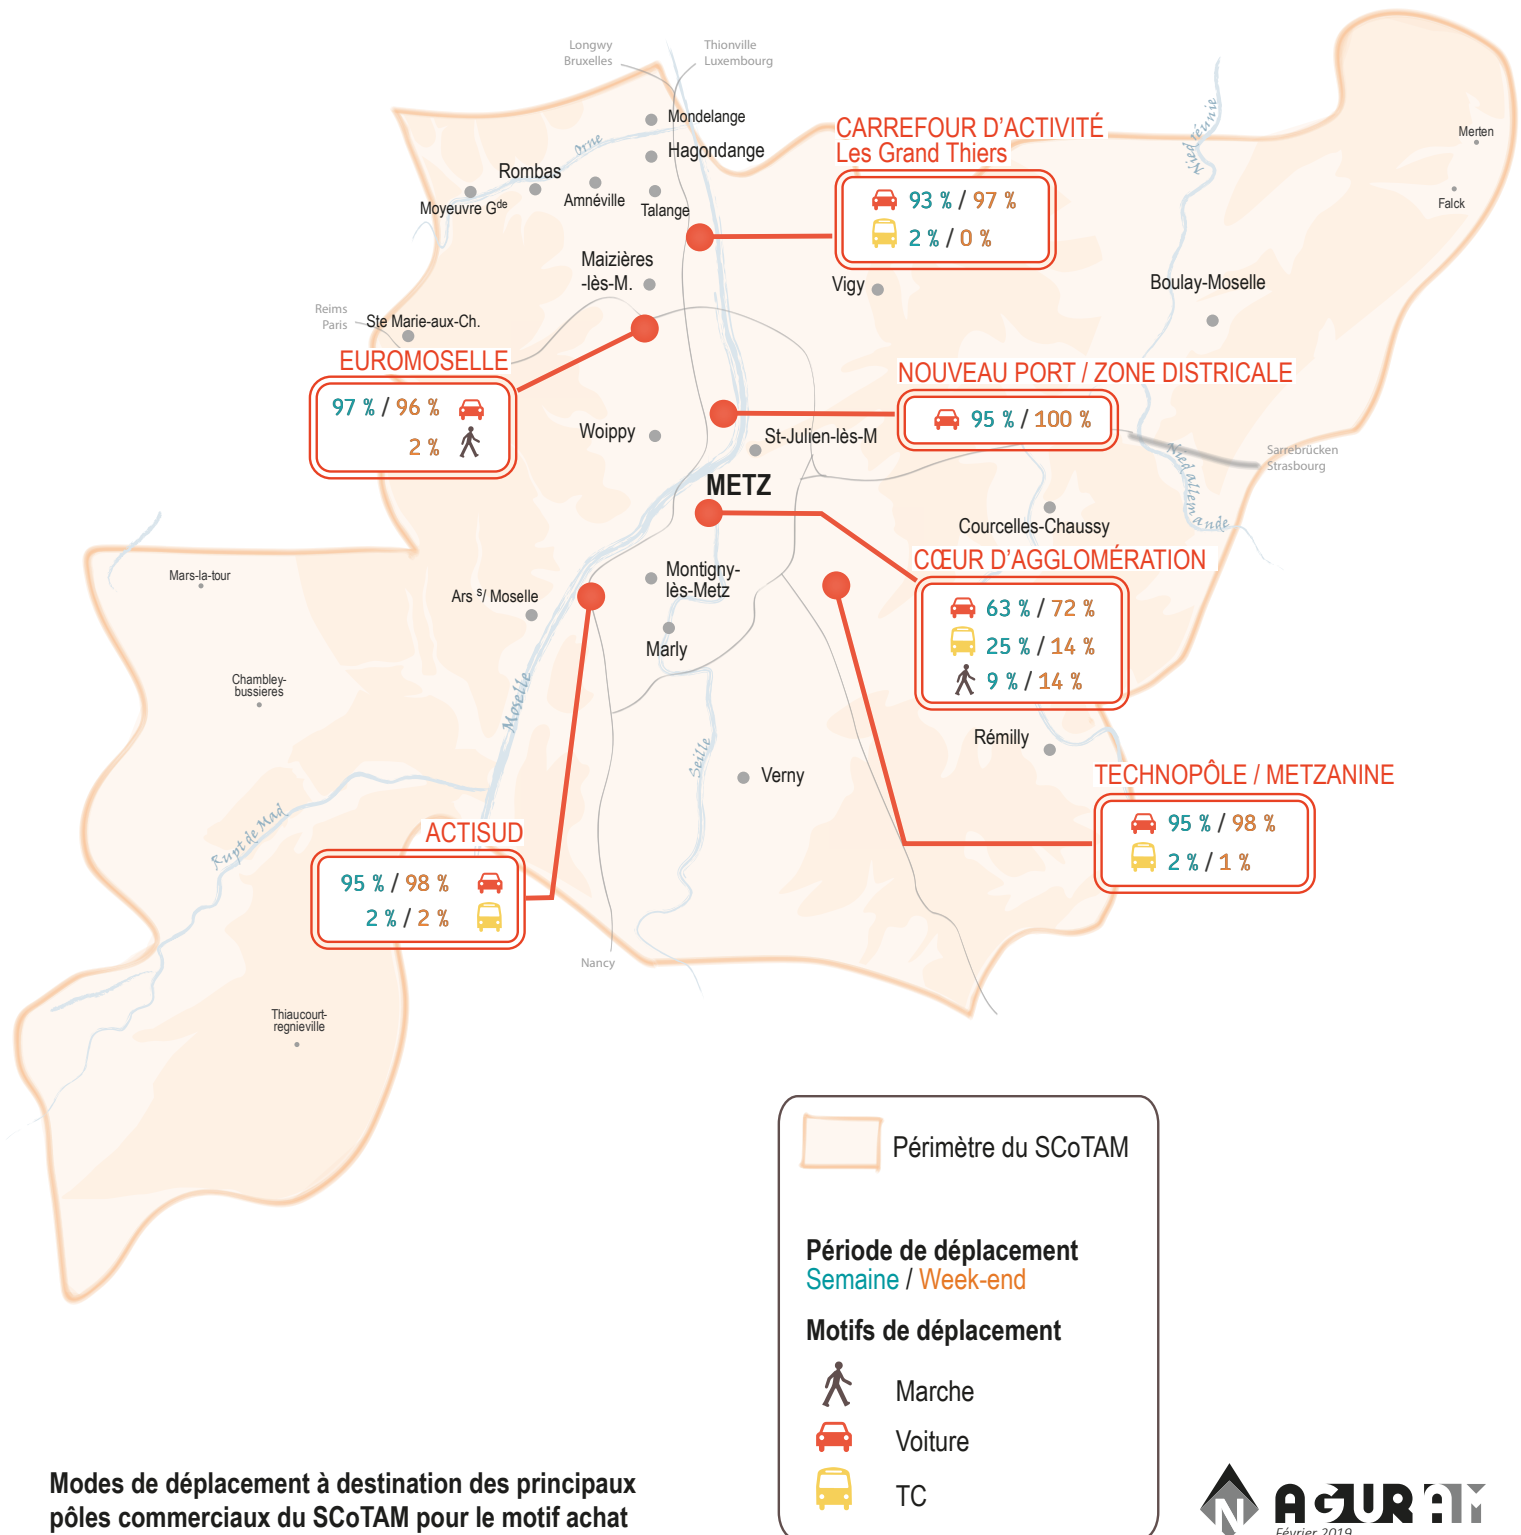 Longwy
Bruxelles
Thionville
Luxembourg
Mondelange
Hagondange
Orne
Rombas
Moyeuvre Gde
Amnéville
Talange
CARREFOUR D'ACTIVITÉ
Les Grand Thiers
93 % / 97 %
2 % / 0 %
Nied réunie
Merten
Falck
Maizières
-lès-M.
Vigy
Boulay-Moselle
Reims
Paris
Ste Marie-aux-Ch.
EUROMOSELLE
97 % / 96 %
2 %
NOUVEAU PORT / ZONE DISTRICALE
95 % / 100 %
Woippy
St-Julien-lès-M
Sarrebrücken
Strasbourg
Nied allemande
METZ
Courcelles-Chaussy
CŒUR D'AGGLOMÉRATION
63 % / 72 %
25 % / 14 %
9 % / 14 %
Mars-la-tour
Ars s/ Moselle
Montigny-
lès-Metz
Marly
Chambley-
bussieres
Moselle
Seille
Rémilly
Verny
TECHNOPÔLE / METZANINE
95 % / 98 %
2 % / 1 %
Rupt de Mad
ACTISUD
95 % / 98 %
2 % / 2 %
Nancy
Thiaucourt-
regnieville
Périmètre du SCoTAM
Période de déplacement
Semaine / Week-end
Motifs de déplacement
Marche
Voiture
TC
Modes de déplacement à destination des principaux
pôles commerciaux du SCoTAM pour le motif achat
N
AGURAM
Février 2019